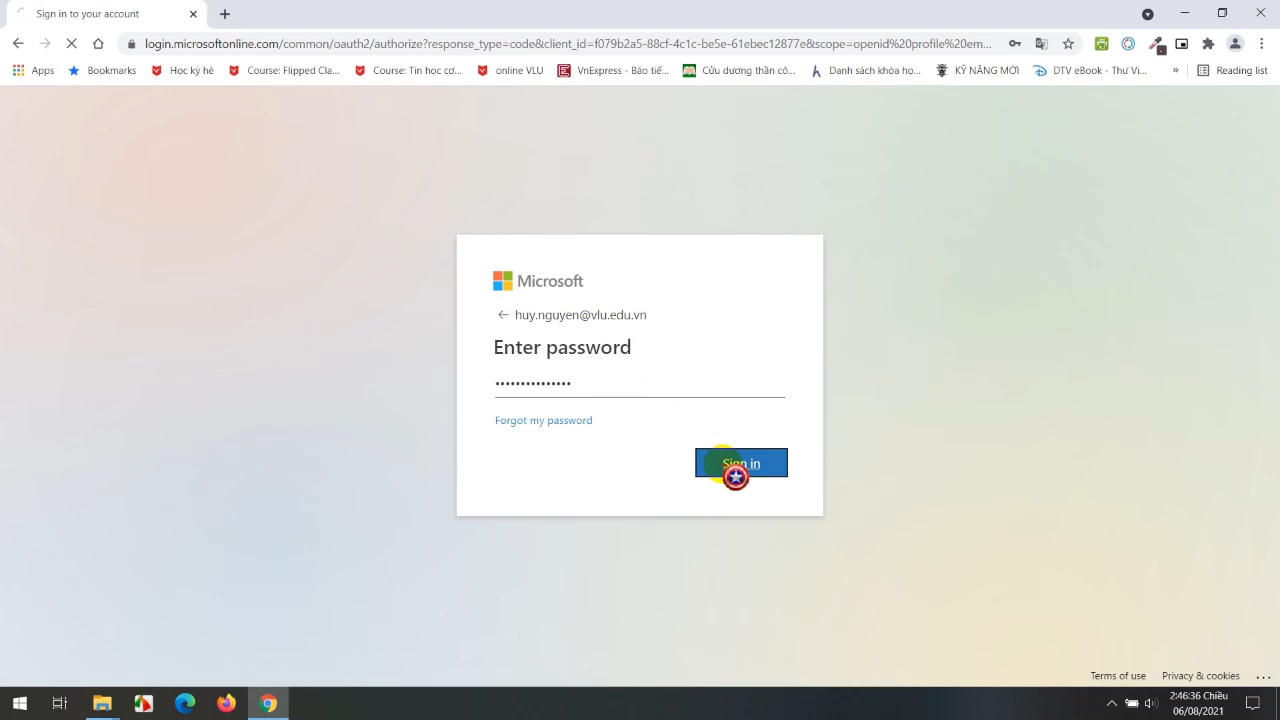 Sign in to your account
login.microsoftonline.com/common/oauth2/authorize?response_type=code&client_id=f079b2a5-88cf-4c1c-be5e-61ebec12877e&scope=openid%20profile%20em...
Apps Bookmarks Học kỳ hè Course: Flipped Cla... Course: Tin học cơ... online VLU VnExpress - Báo tiế... Cửu dương thần cô... Danh sách khóa họ... KỸ NĂNG MỚI DTV eBook - Thư Vi... » Reading list
Microsoft
huy.nguyen@vlu.edu.vn
Enter password
Forgot my password
Sign in
Terms of use Privacy & cookies ...
2:46:36 Chiều
06/08/2021